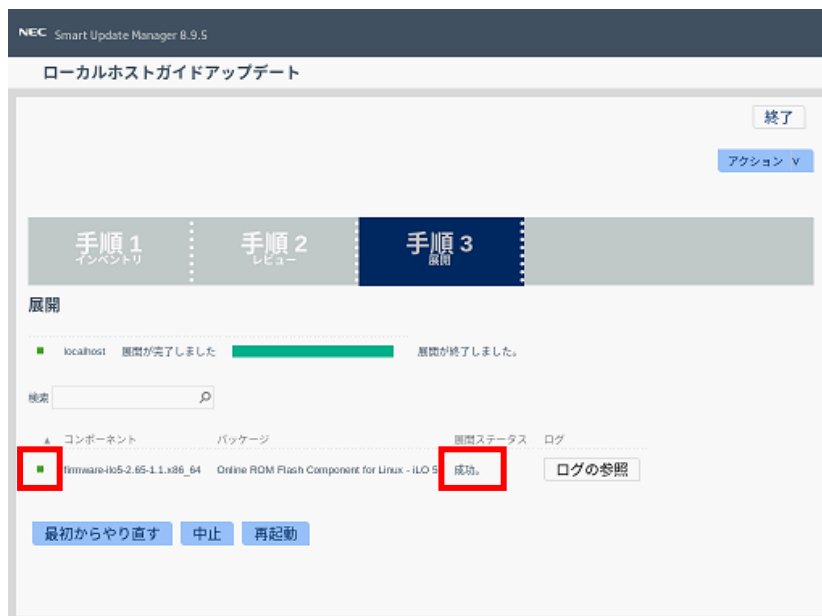 NEC Smart Update Manager 8.9.5
ローカルホストガイドアップデート
終了
アクション ∨
手順 1 手順 2 手順 3
インベントリ レビュー 展開
展開
localhost 展開が完了しました 展開が終了しました。
検索
▲ コンポーネント パッケージ 展開ステータス ログ
firmware-ilo5-2.65-1.1.x86_64 Online ROM Flash Component for Linux - iLO 5 成功。 ログの参照
最初からやり直す 中止 再起動